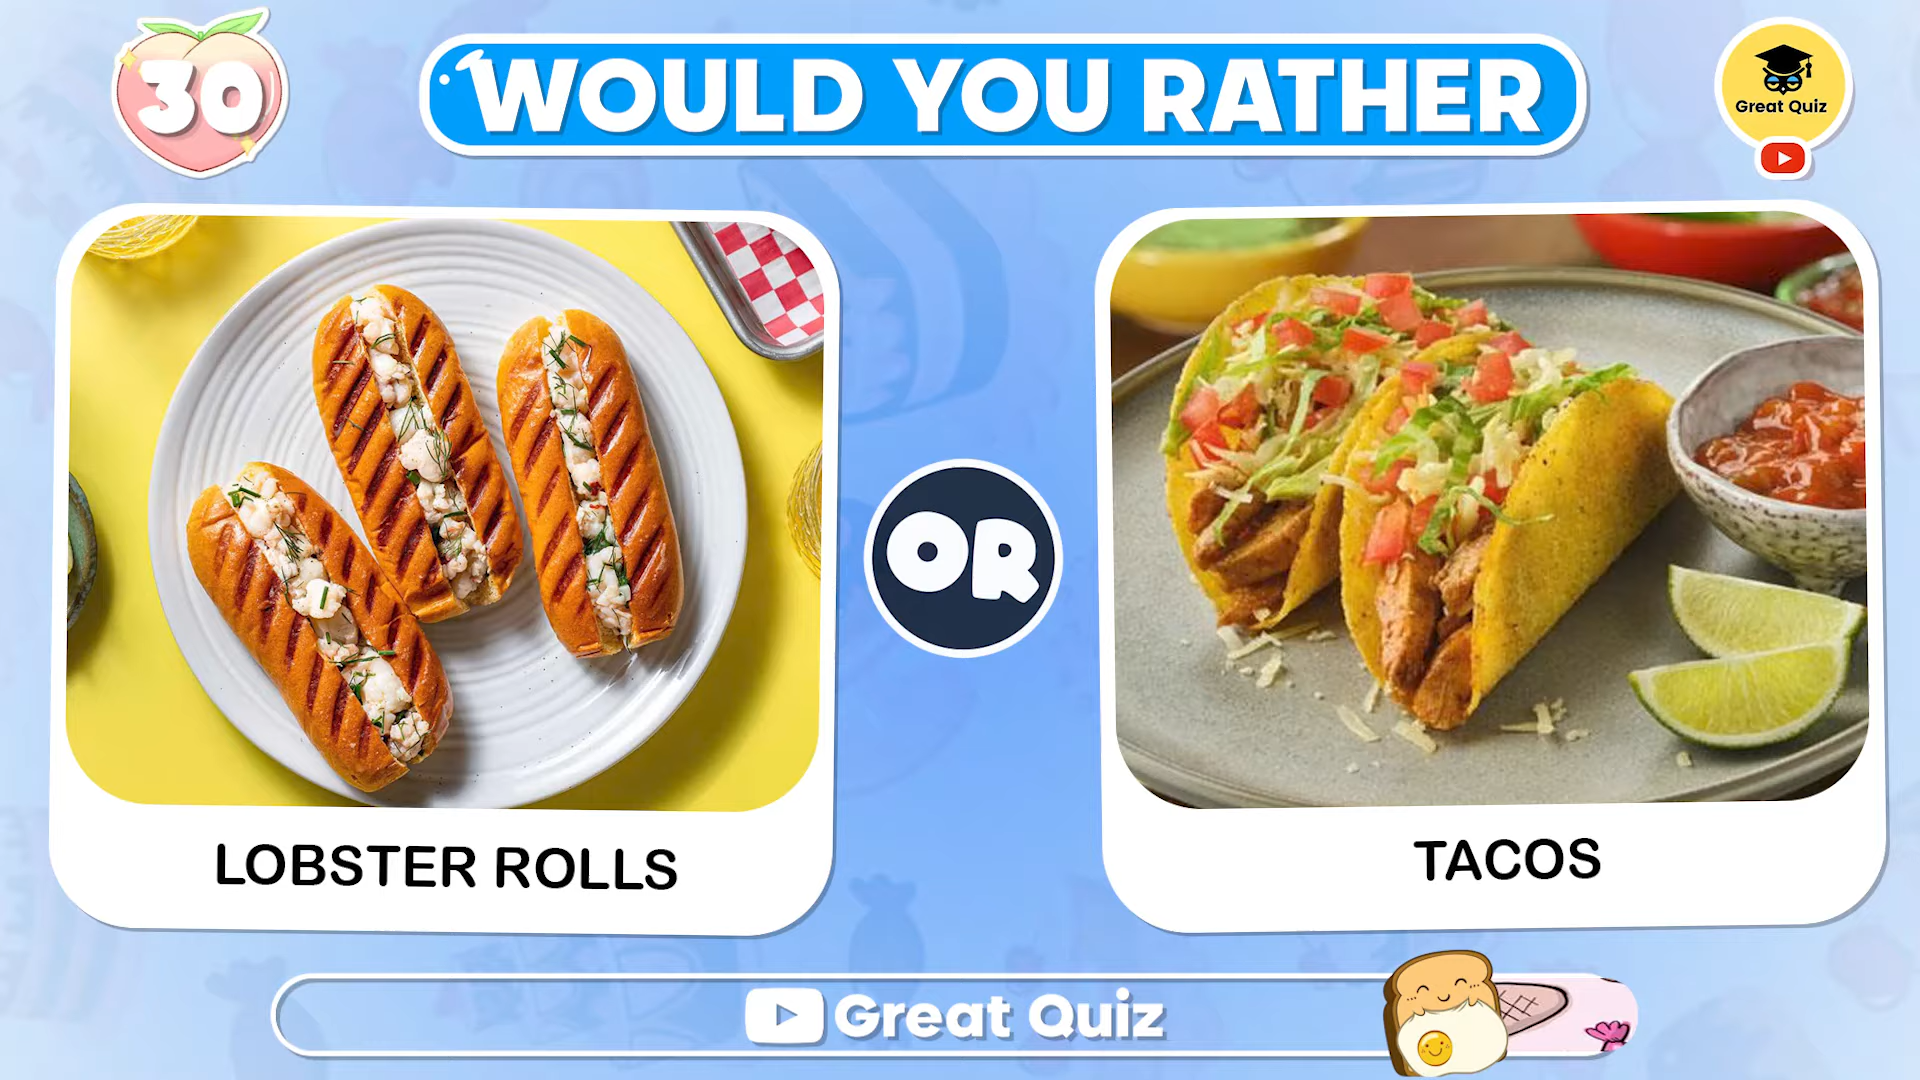 30
WOULD YOU RATHER
Great Quiz
OR
LOBSTER ROLLS
TACOS
Great Quiz